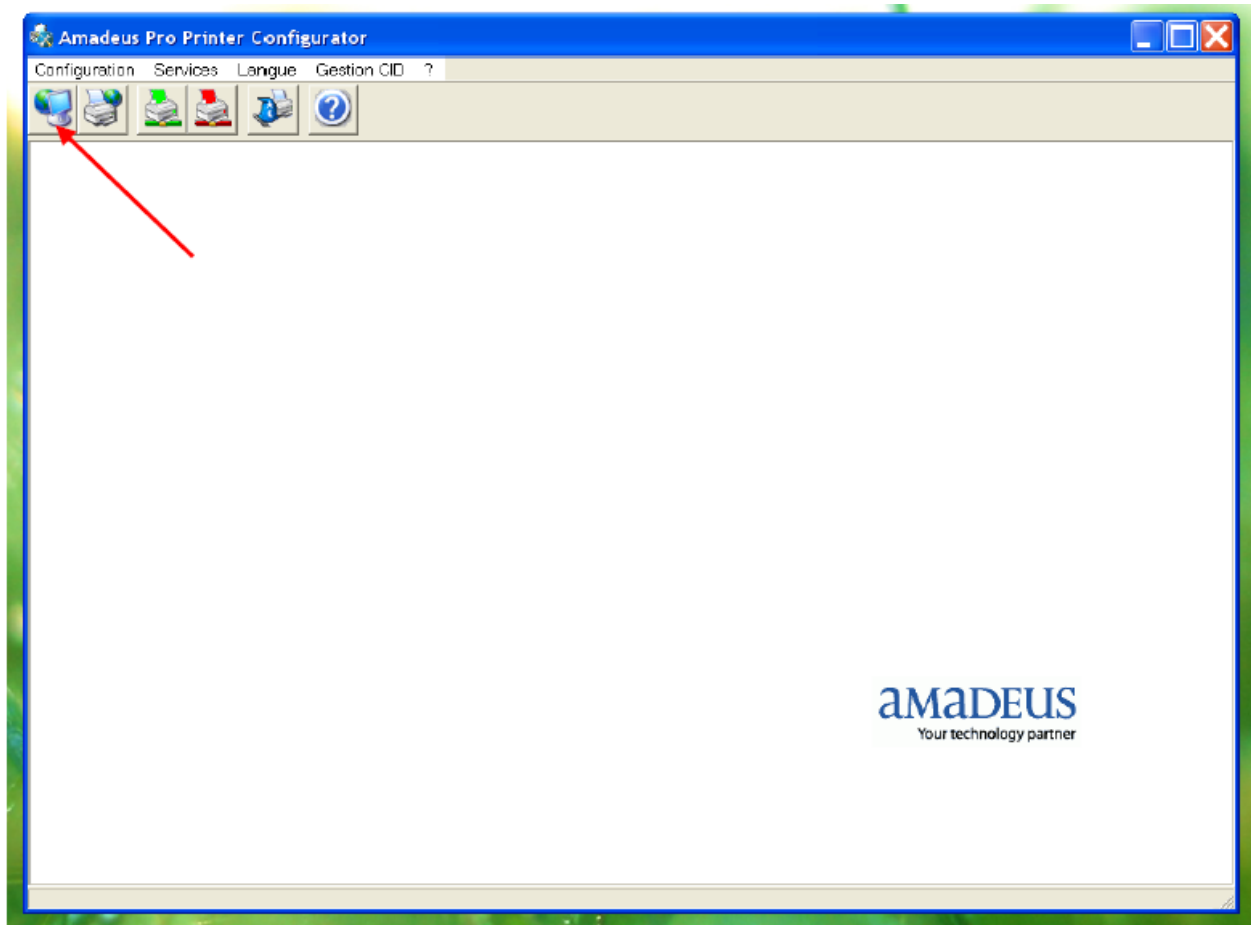 Amadeus Pro Printer Configurator
Configuration Services Langue Gestion CID ?
amadeus
Your technology partner